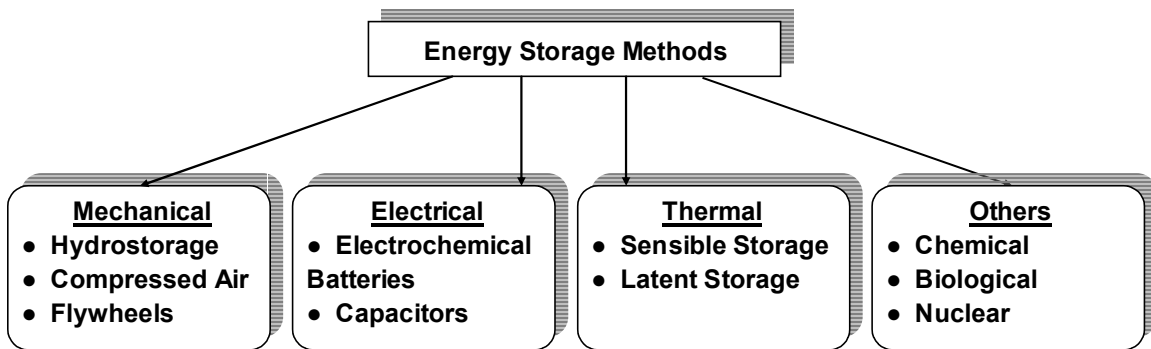 Energy Storage Methods
Mechanical
● Hydrostorage
● Compressed Air
● Flywheels
Electrical
● Electrochemical
Batteries
● Capacitors
Thermal
● Sensible Storage
● Latent Storage
Others
● Chemical
● Biological
● Nuclear